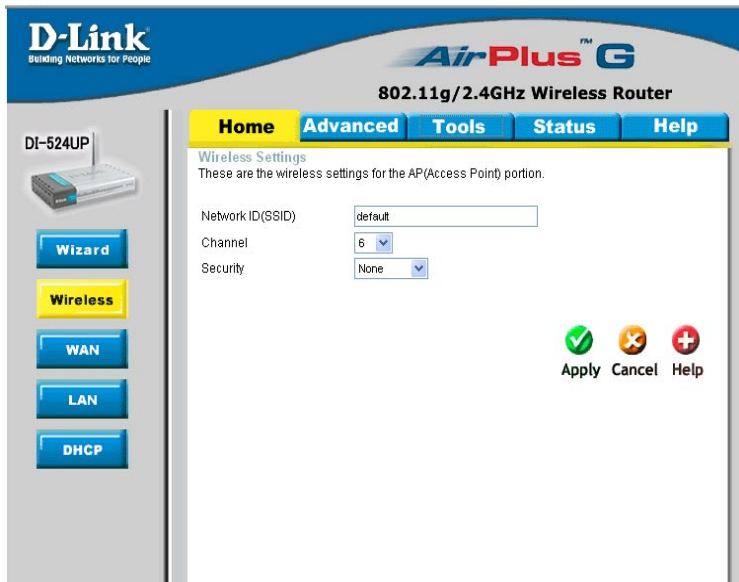 D-Link
Building Networks for People
AirPlus™ G
802.11g/2.4GHz Wireless Router
DI-524UP
Home Advanced Tools Status Help
Wireless Settings
These are the wireless settings for the AP(Access Point) portion.
Network ID(SSID) default
Channel 6
Security None
Wizard
Wireless
WAN
LAN
DHCP
Apply Cancel Help